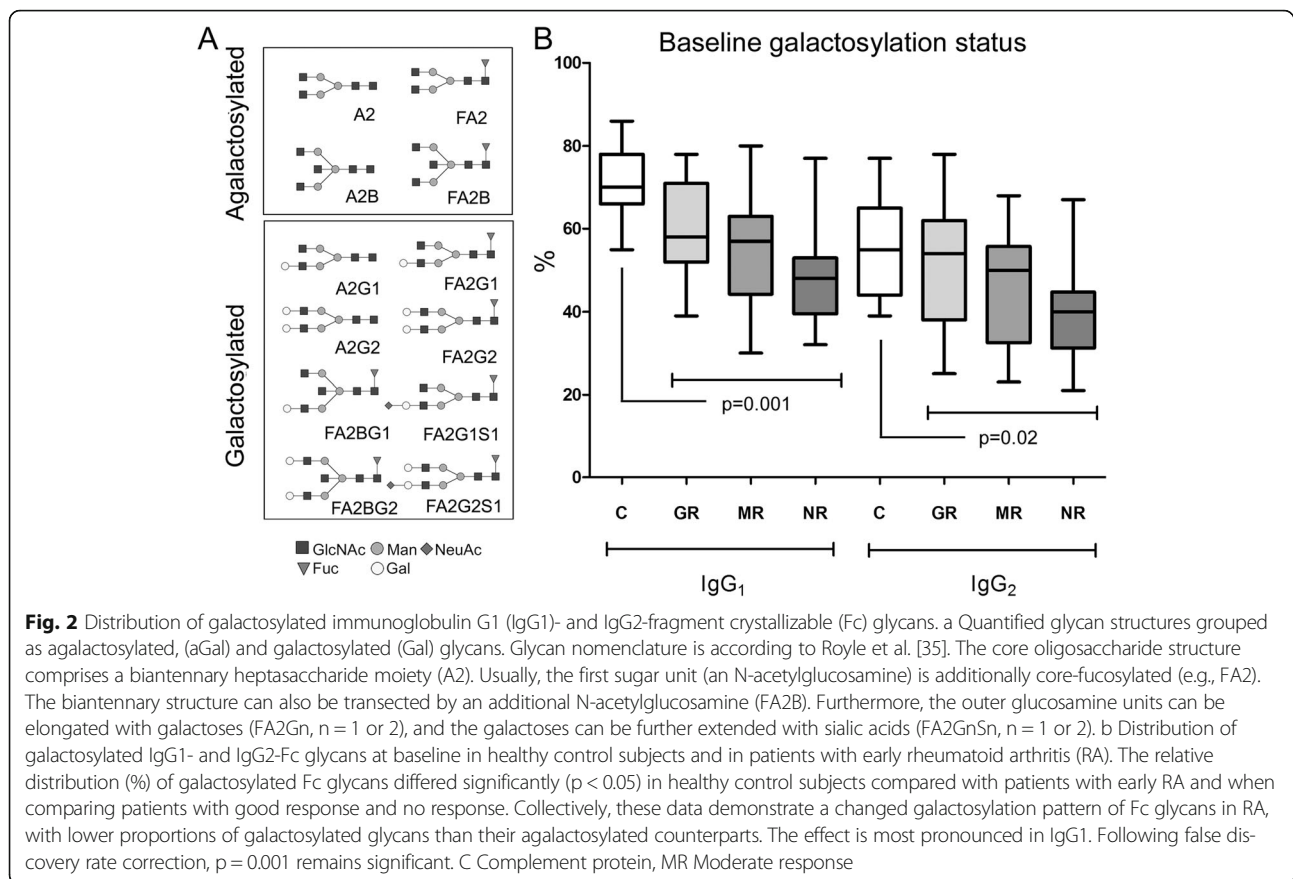 A
Agalactosylated
A2
FA2
A2B
FA2B
Galactosylated
A2G1
FA2G1
A2G2
FA2G2
FA2BG1
FA2G1S1
FA2BG2
FA2G2S1
GlcNAc Man NeuAc
Fuc Gal
B
Baseline galactosylation status
%
100
80
60
40
20
0
p=0.001
p=0.02
C GR MR NR C GR MR NR
IgG1 IgG2
Fig. 2 Distribution of galactosylated immunoglobulin G1 (IgG1)- and IgG2-fragment crystallizable (Fc) glycans. a Quantified glycan structures grouped
as agalactosylated, (aGal) and galactosylated (Gal) glycans. Glycan nomenclature is according to Royle et al. [35]. The core oligosaccharide structure
comprises a biantennary heptasaccharide moiety (A2). Usually, the first sugar unit (an N-acetylglucosamine) is additionally core-fucosylated (e.g., FA2).
The biantennary structure can also be transected by an additional N-acetylglucosamine (FA2B). Furthermore, the outer glucosamine units can be
elongated with galactoses (FA2Gn, n = 1 or 2), and the galactoses can be further extended with sialic acids (FA2GnSn, n = 1 or 2). b Distribution of
galactosylated IgG1- and IgG2-Fc glycans at baseline in healthy control subjects and in patients with early rheumatoid arthritis (RA). The relative
distribution (%) of galactosylated Fc glycans differed significantly (p < 0.05) in healthy control subjects compared with patients with early RA and when
comparing patients with good response and no response. Collectively, these data demonstrate a changed galactosylation pattern of Fc glycans in RA,
with lower proportions of galactosylated glycans than their agalactosylated counterparts. The effect is most pronounced in IgG1. Following false dis-
covery rate correction, p = 0.001 remains significant. C Complement protein, MR Moderate response